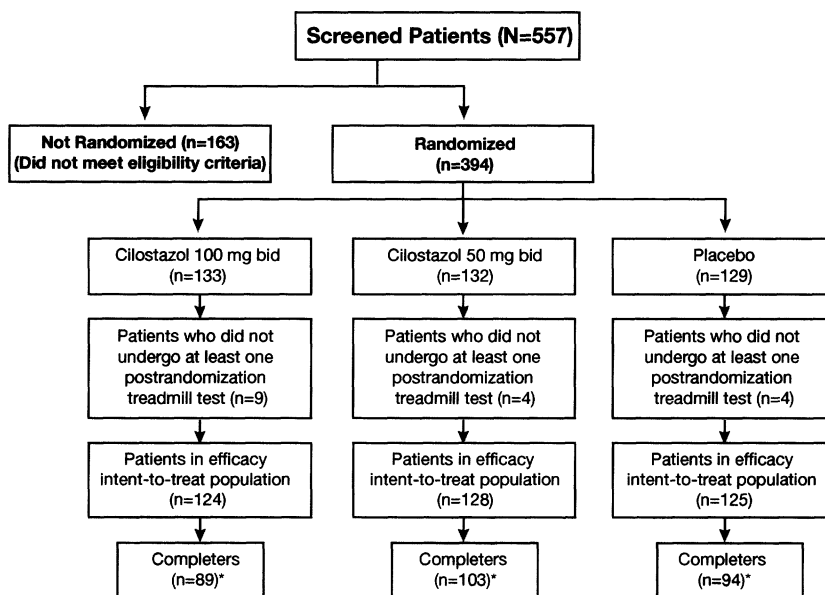 Screened Patients (N=557)
Not Randomized (n=163)
(Did not meet eligibility criteria)
Randomized
(n=394)
Cilostazol 100 mg bid
(n=133)
Cilostazol 50 mg bid
(n=132)
Placebo
(n=129)
Patients who did not
undergo at least one
postrandomization
treadmill test (n=9)
Patients who did not
undergo at least one
postrandomization
treadmill test (n=4)
Patients who did not
undergo at least one
postrandomization
treadmill test (n=4)
Patients in efficacy
intent-to-treat population
(n=124)
Patients in efficacy
intent-to-treat population
(n=128)
Patients in efficacy
intent-to-treat population
(n=125)
Completers
(n=89)*
Completers
(n=103)*
Completers
(n=94)*